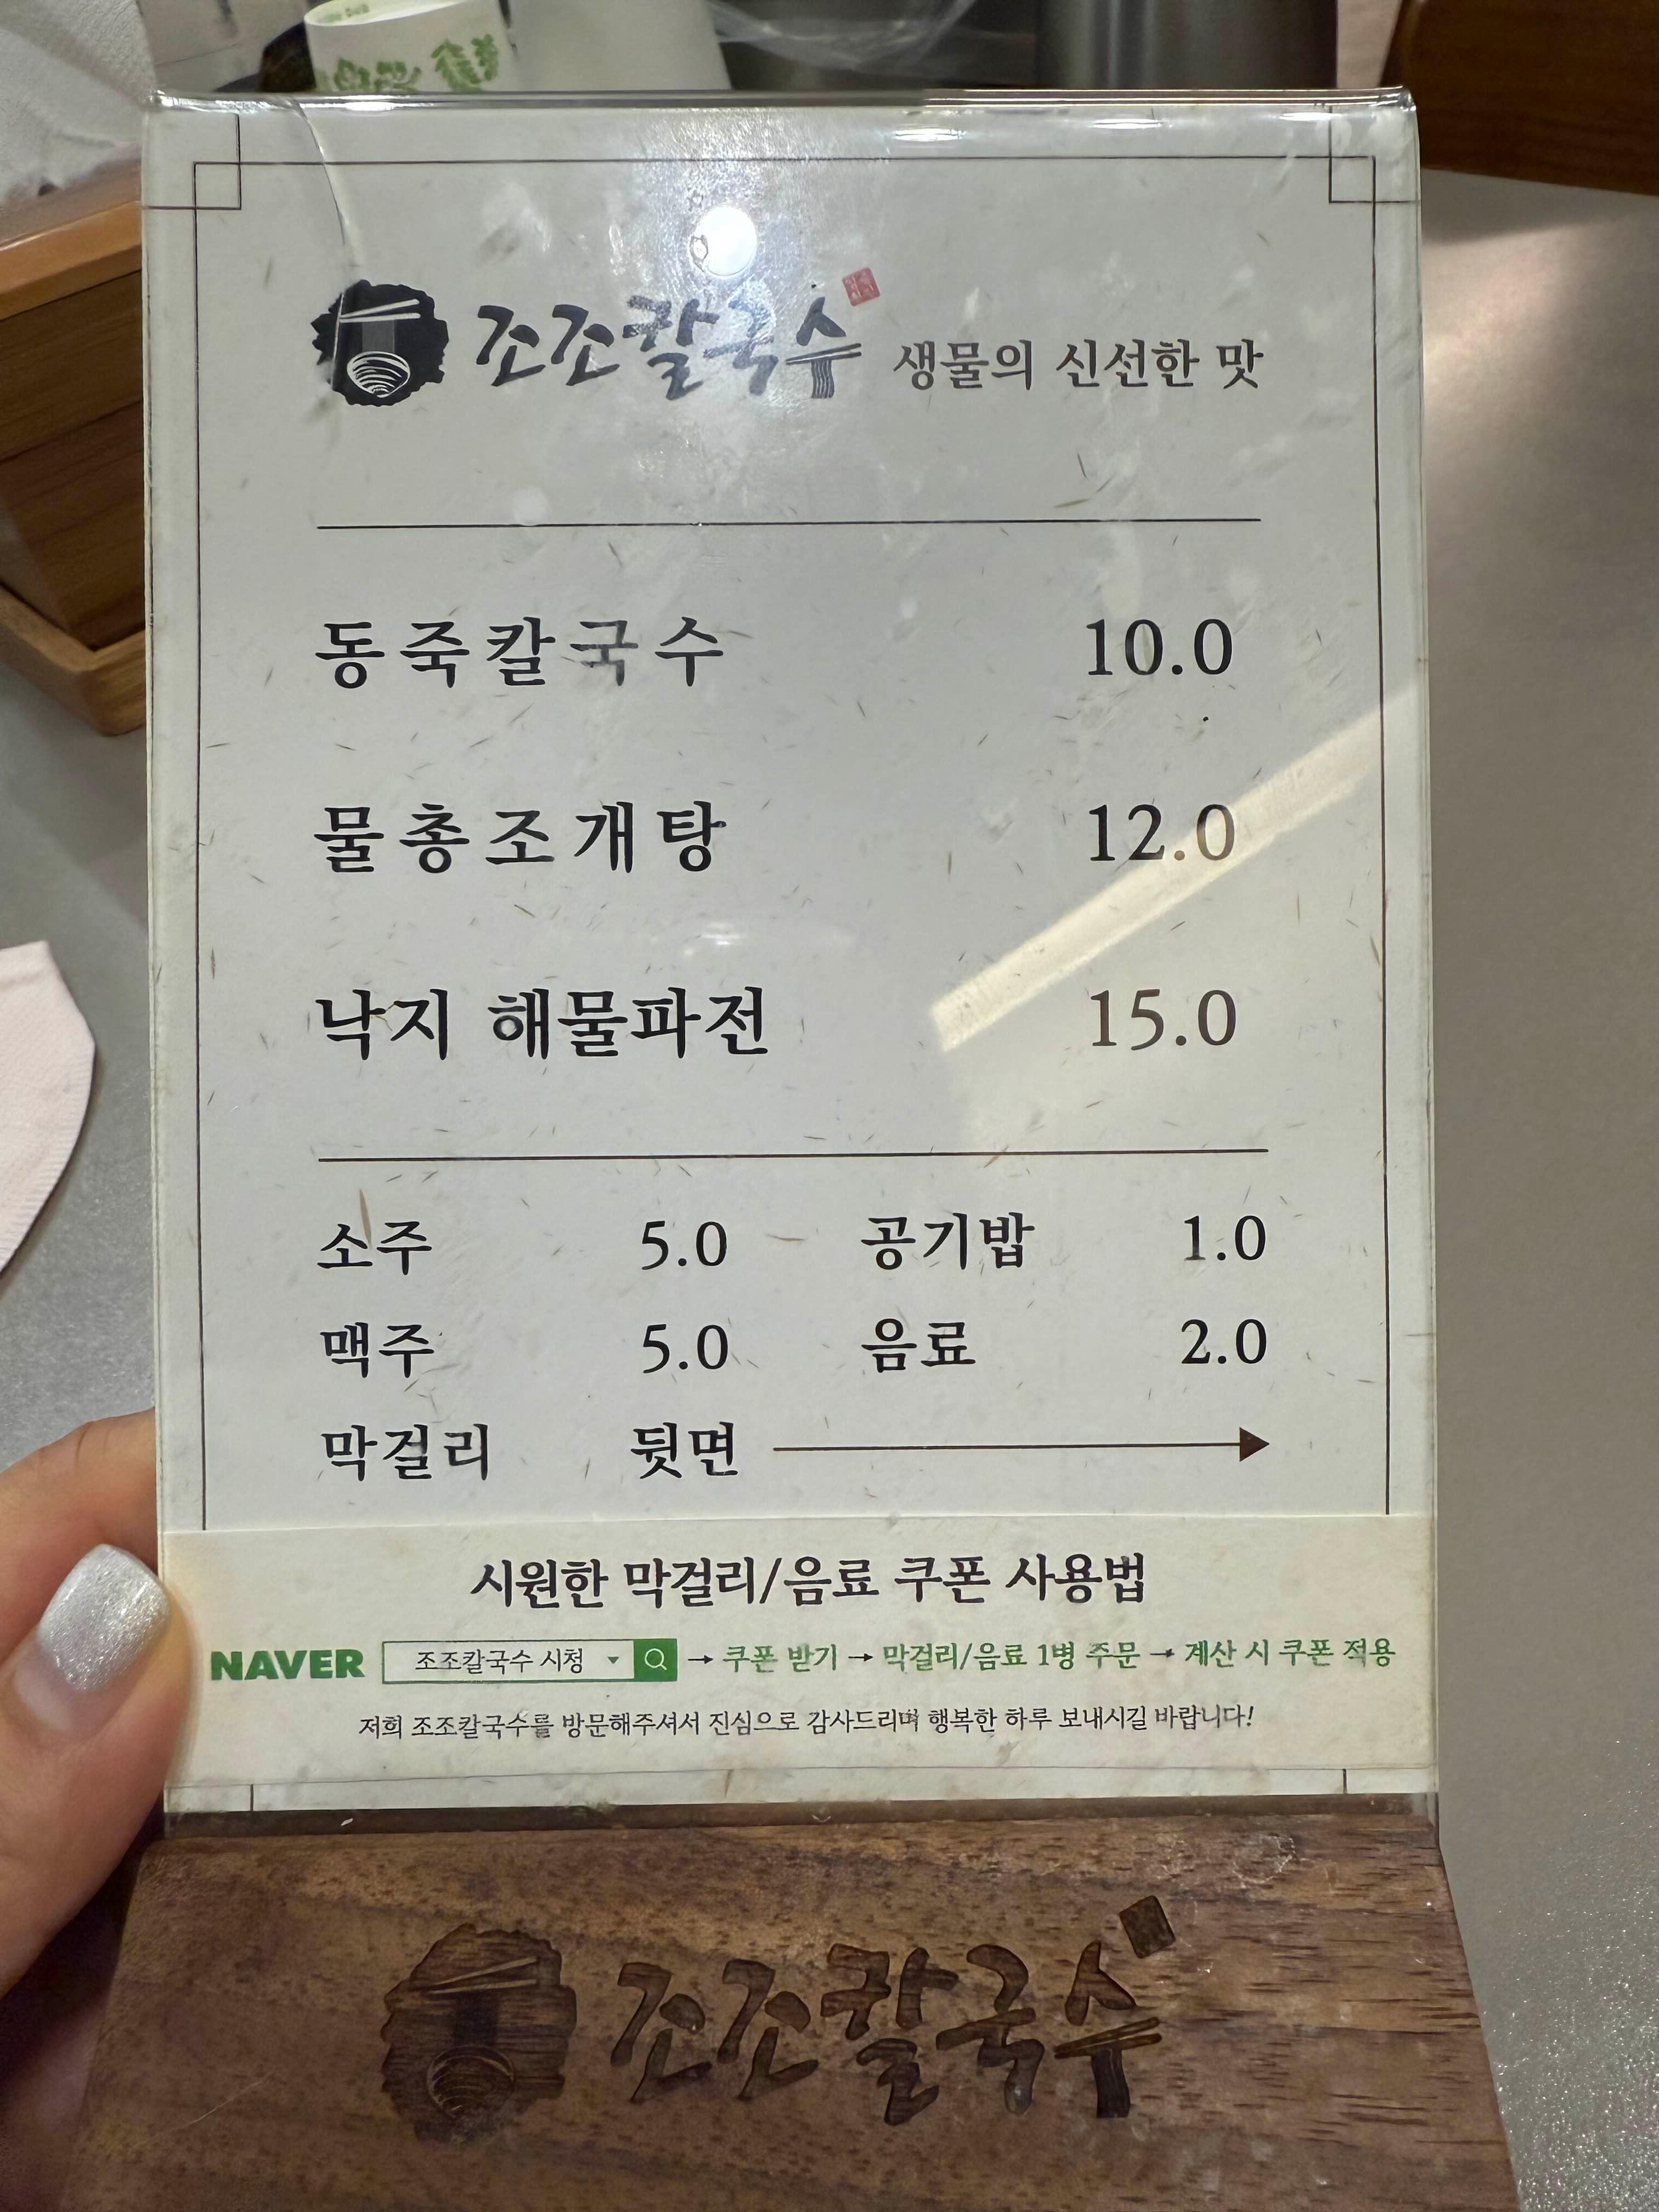 조조칼국수 생물의 신선한 맛
동죽칼국수 10.0
물총조개탕 12.0
낙지 해물파전 15.0
소주 5.0 공기밥 1.0
맥주 5.0 음료 2.0
막걸리 뒷면 →
시원한 막걸리/음료 쿠폰 사용법
NAVER 조조칼국수 시청 → 쿠폰 받기 → 막걸리/음료 1병 주문 → 계산 시 쿠폰 적용
저희 조조칼국수를 방문해주셔서 진심으로 감사드리며 행복한 하루 보내시길 바랍니다!
조조칼국수